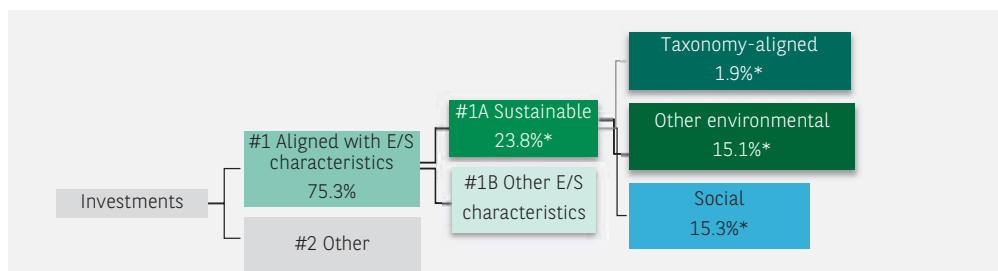 Investments
#1 Aligned with E/S
characteristics
75.3%
#2 Other
#1A Sustainable
23.8%*
#1B Other E/S
characteristics
Taxonomy-aligned
1.9%*
Other environmental
15.1%*
Social
15.3%*